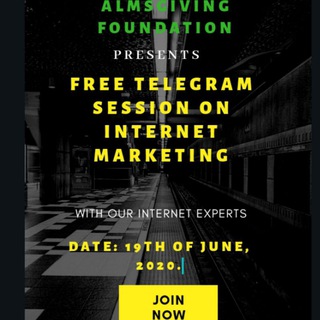 ALMSGIVING
FOUNDATION
PRESENTS
FREE TELEGRAM
SESSION ON
INTERNET
MARKETING
WITH OUR INTERNET EXPERTS
DATE: 19TH OF JUNE,
2020.
JOIN
NOW